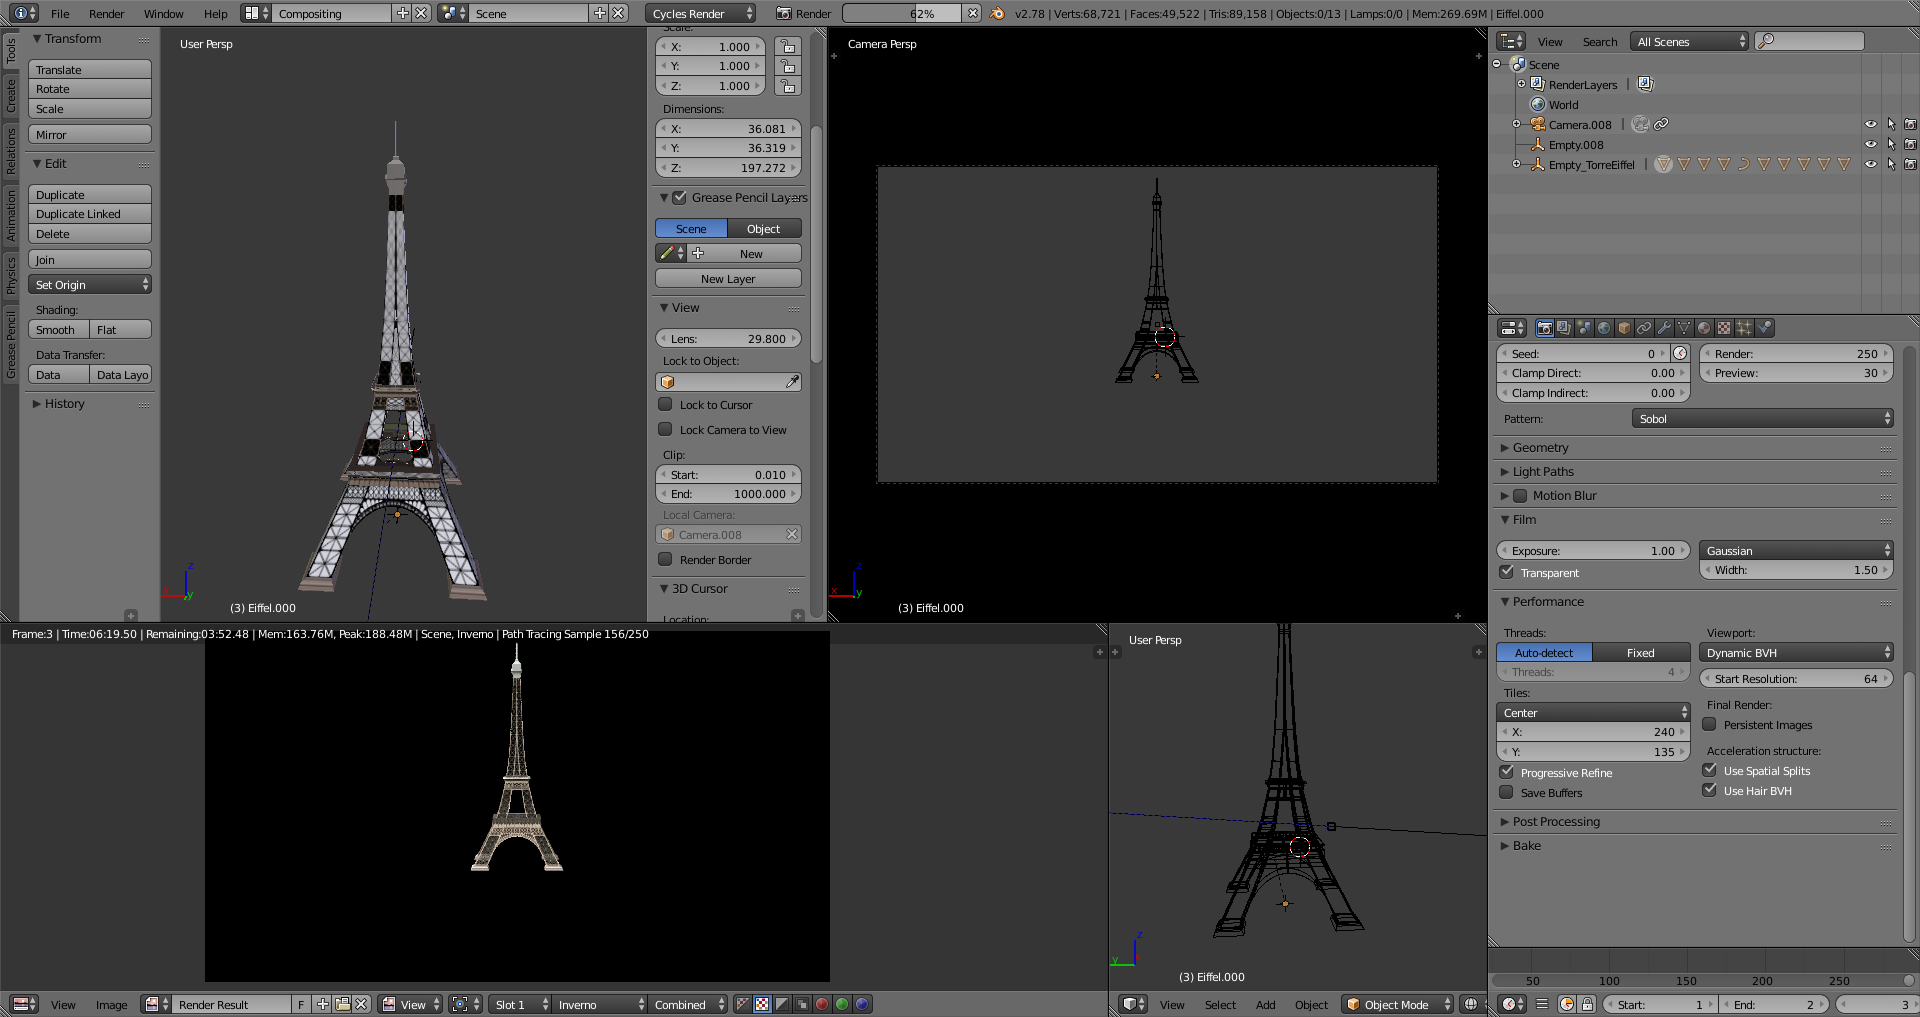 File Render Window Help Compositing Scene Cycles Render Render 62% v2.78 | Verts:68,721 | Faces:49,522 | Tris:89,158 | Objects:0/13 | Lamps:0/0 | Mem:269.69M | Eiffel.000
Tools
Create
Relations
Animation
Physics
Grease Pencil
Transform
Translate
Rotate
Scale
Mirror
Edit
Duplicate
Duplicate Linked
Delete
Join
Set Origin
Shading:
Smooth Flat
Data Transfer:
Data Data Layo
History
User Persp
(3) Eiffel.000
Scale:
X: 1.000
Y: 1.000
Z: 1.000
Dimensions:
X: 36.081
Y: 36.319
Z: 197.272
Grease Pencil Layers
Scene Object
New
New Layer
View
Lens: 29.800
Lock to Object:
Lock to Cursor
Lock Camera to View
Clip:
Start: 0.010
End: 1000.000
Local Camera:
Camera.008
Render Border
3D Cursor
Location:
Camera Persp
(3) Eiffel.000
View Search All Scenes
Scene
RenderLayers
World
Camera.008
Empty.008
Empty_TorreEiffel
Seed: 0 Render: 250
Clamp Direct: 0.00 Preview: 30
Clamp Indirect: 0.00
Pattern: Sobol
Geometry
Light Paths
Motion Blur
Film
Exposure: 1.00 Gaussian
Transparent Width: 1.50
Performance
Threads: Viewport:
Auto-detect Fixed Dynamic BVH
Threads: 4 Start Resolution: 64
Tiles: Final Render:
Center Persistent Images
X: 240
Y: 135 Acceleration structure:
Progressive Refine Use Spatial Splits
Save Buffers Use Hair BVH
Post Processing
Bake
Frame:3 | Time:06:19.50 | Remaining:03:52.48 | Mem:163.76M, Peak:188.48M | Scene, Inverno | Path Tracing Sample 156/250
User Persp
(3) Eiffel.000
z
x
y
z
x
y
z
y
View Image Render Result F View Slot 1 Inverno Combined
View Select Add Object Object Mode
50 100 150 200 250
Start: 1 End: 2 3